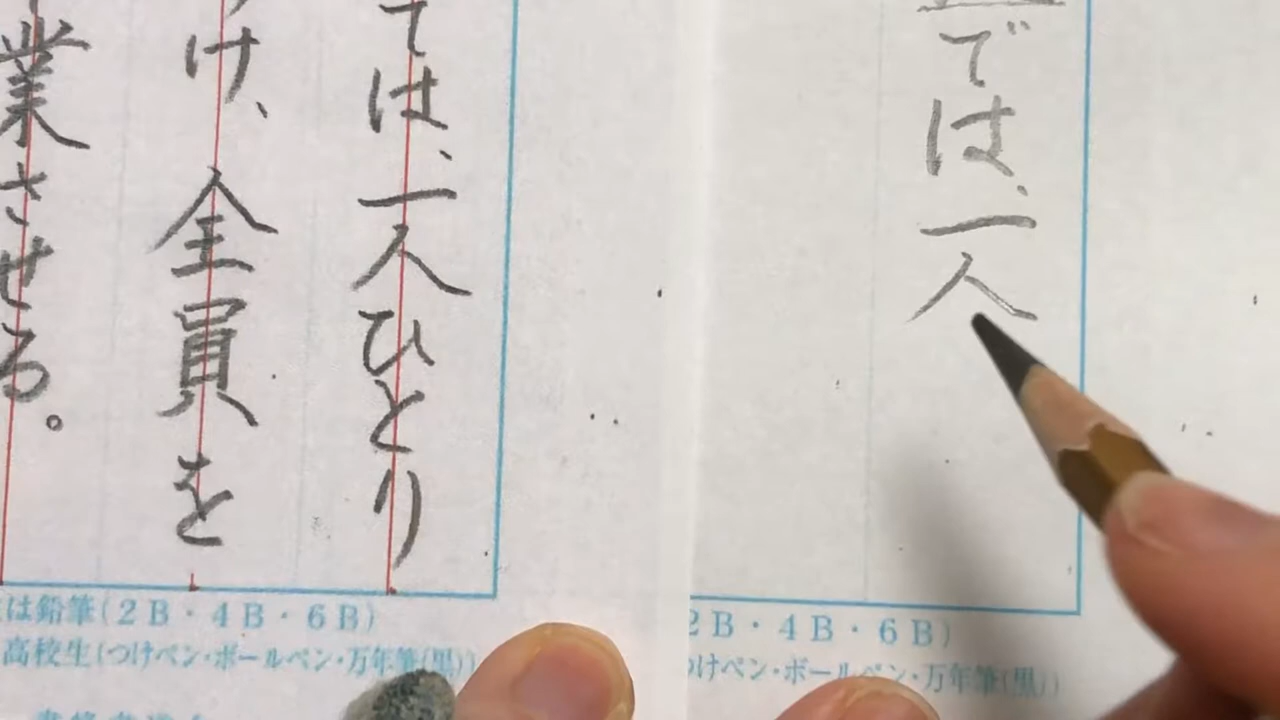 では、一人
ては、一人ひとり
け、全員を
業させる。
は鉛筆(2B・4B・6B)
高校生(つけペン・ボールペン・万年筆(黒))
2B・4B・6B)
つけペン・ボールペン・万年筆(黒))